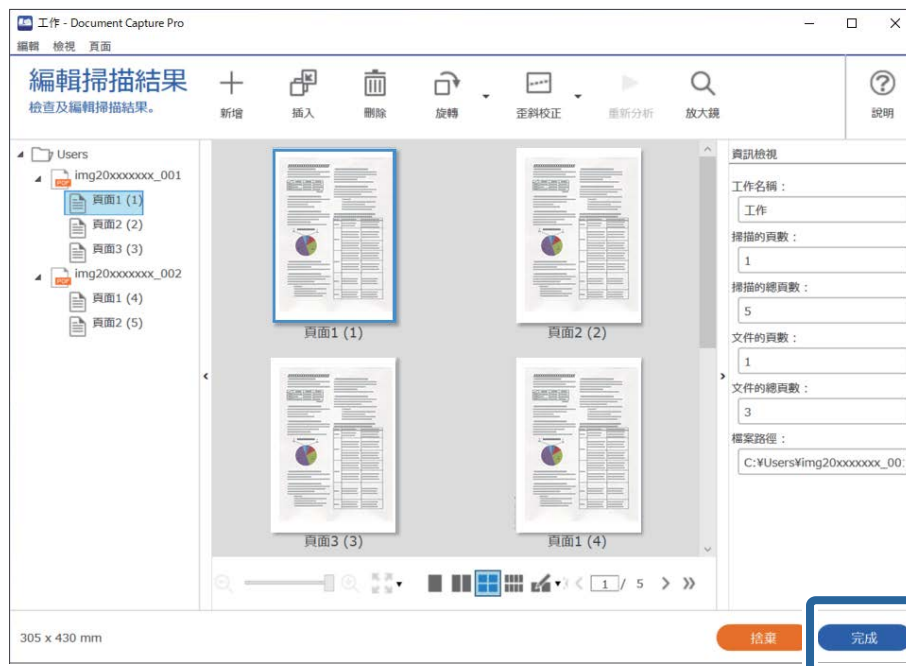 工作 - Document Capture Pro
編輯 檢視 頁面
編輯掃描結果
檢查及編輯掃描結果。
新增
插入
刪除
旋轉
歪斜校正
重新分析
放大鏡
說明
Users
img20xxxxxxx_001
頁面1 (1)
頁面2 (2)
頁面3 (3)
img20xxxxxxx_002
頁面1 (4)
頁面2 (5)
PDF
PDF
頁面1 (1)
頁面2 (2)
頁面3 (3)
頁面1 (4)
資訊檢視
工作名稱：
工作
掃描的頁數：
1
掃描的總頁數：
5
文件的頁數：
1
文件的總頁數：
3
檔案路徑：
C:¥Users¥img20xxxxxxx_00
1 / 5
305 x 430 mm
捨棄
完成